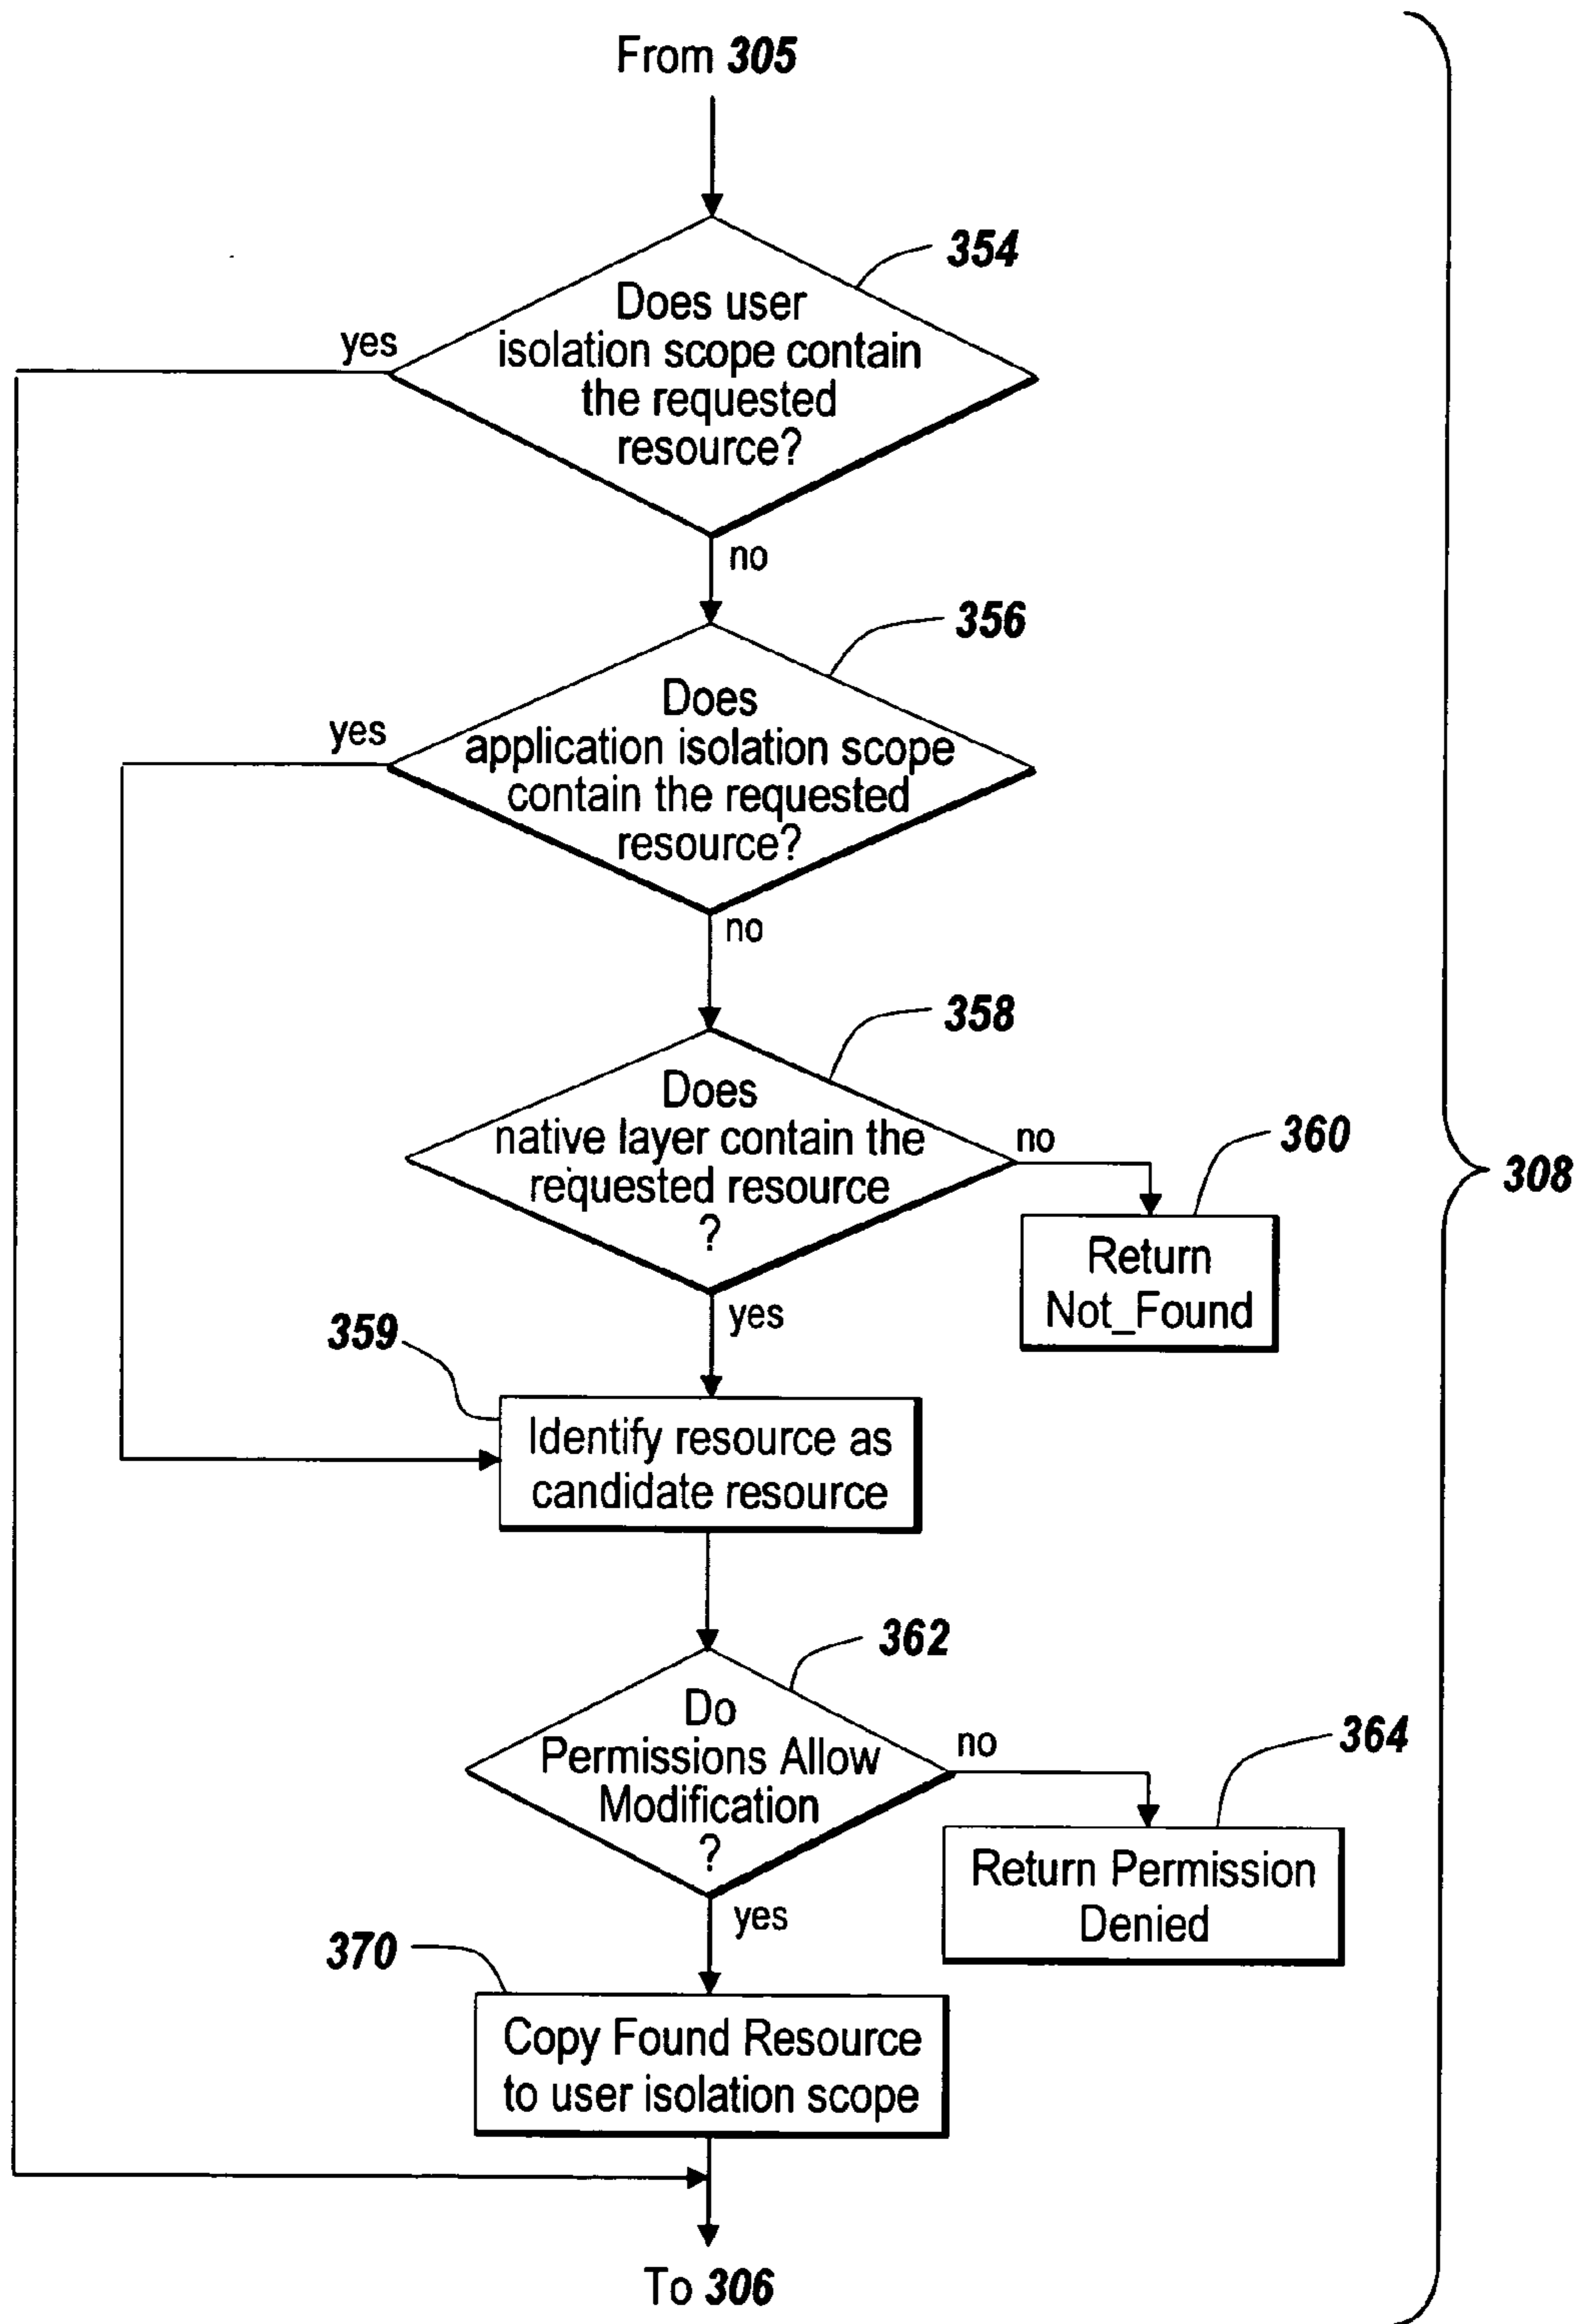 From 305
354
Does user
yes
isolation scope contain
the requested
resource?
no
356
Does
yes
application isolation scope
contain the requested
resource?
no
358
Does
native layer contain the
no
360
requested resource
?
308
Return
Not_Found
yes
359
Identify resource as
candidate resource
362
Do
Permissions Allow
no
364
Modification
?
Return Permission
Denied
yes
370
Copy Found Resource
to user isolation scope
To 306